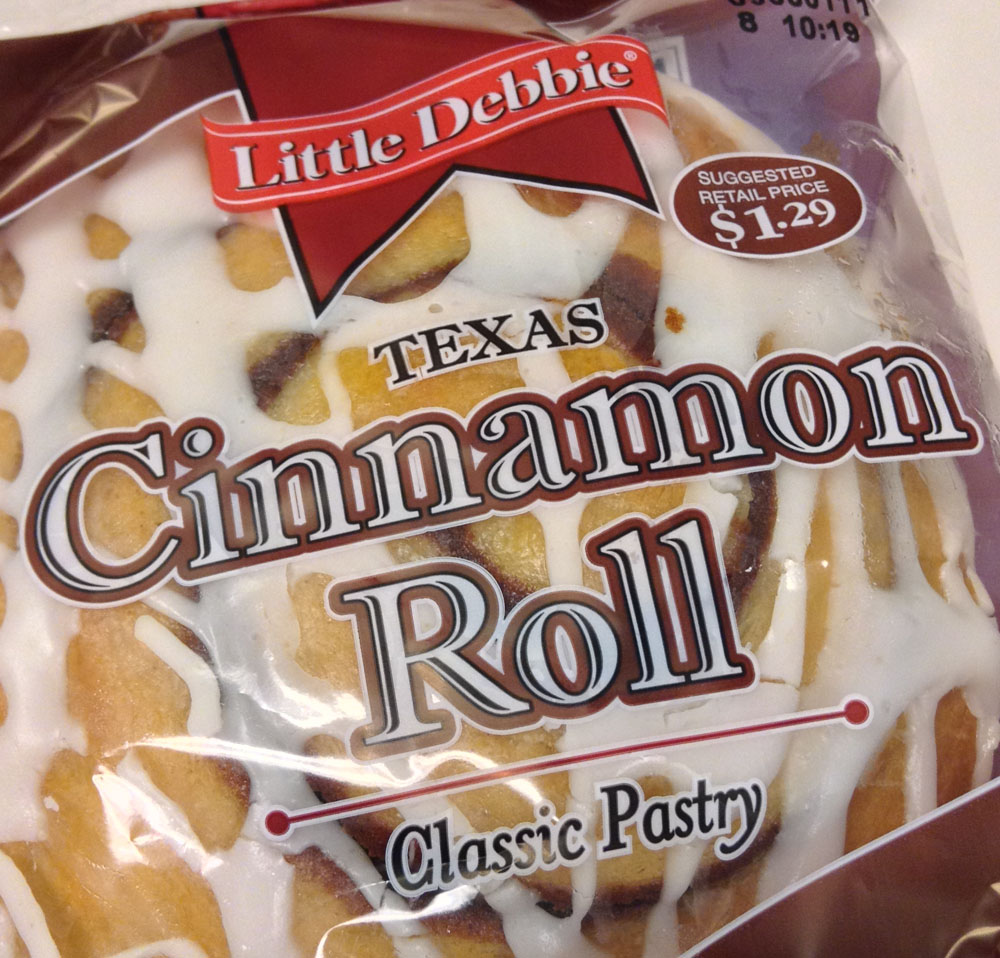 8 10:19
Little Debbie®
SUGGESTED
RETAIL PRICE
$1.29
TEXAS
Cinnamon
Roll
Classic Pastry